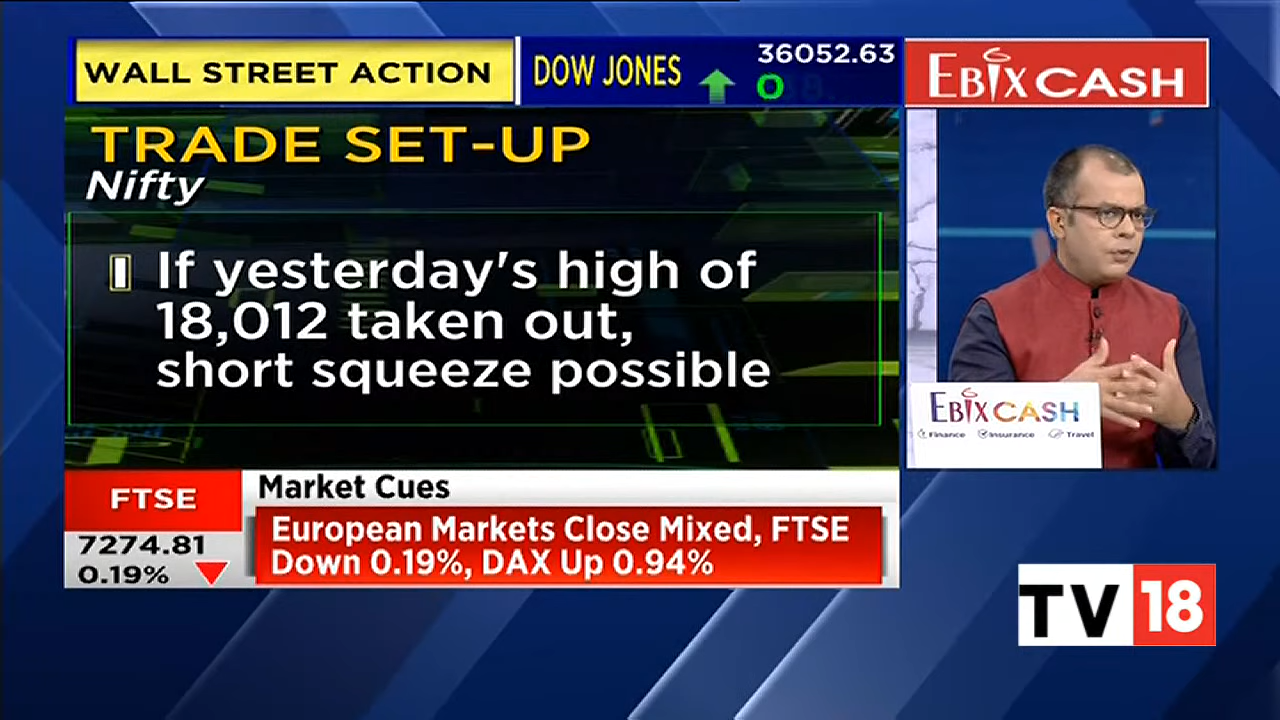 WALL STREET ACTION
DOW JONES
36052.63
0
EBIXCASH
TRADE SET-UP
Nifty
If yesterday's high of
18,012 taken out,
short squeeze possible
EBIXCASH
Finance Insurance Travel
FTSE
7274.81
0.19%
Market Cues
European Markets Close Mixed, FTSE
Down 0.19%, DAX Up 0.94%
TV18